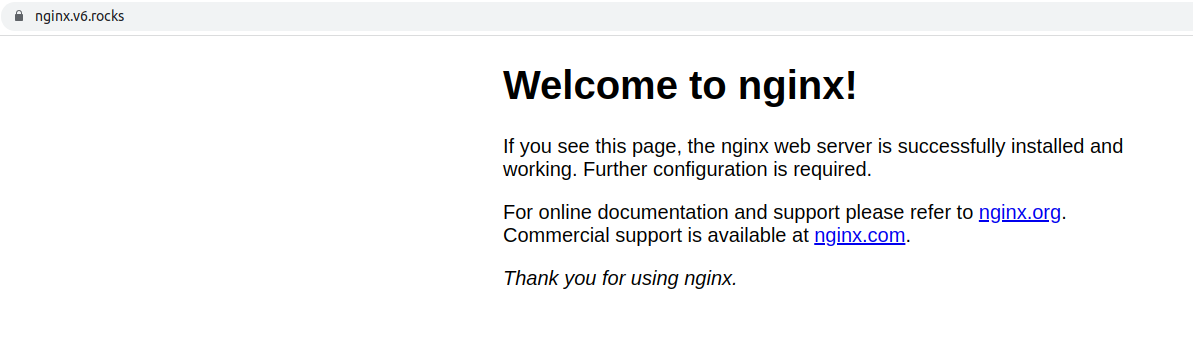 nginx.v6.rocks
Welcome to nginx!
If you see this page, the nginx web server is successfully installed and
working. Further configuration is required.
For online documentation and support please refer to nginx.org.
Commercial support is available at nginx.com.
Thank you for using nginx.